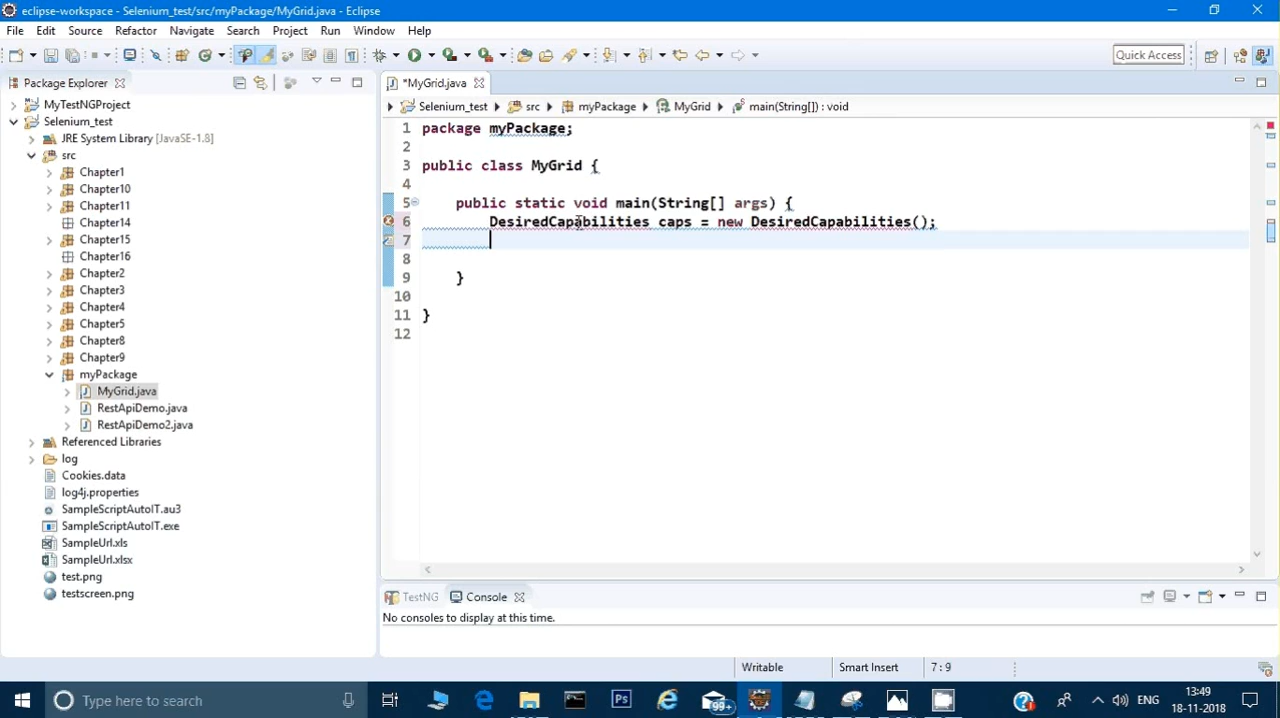 eclipse-workspace - Selenium_test/src/myPackage/MyGrid.java - Eclipse
File Edit Source Refactor Navigate Search Project Run Window Help
Quick Access
Package Explorer
MyTestNGProject
Selenium_test
JRE System Library [JavaSE-1.8]
src
Chapter1
Chapter10
Chapter11
Chapter14
Chapter15
Chapter16
Chapter2
Chapter3
Chapter4
Chapter5
Chapter8
Chapter9
myPackage
MyGrid.java
RestApiDemo.java
RestApiDemo2.java
Referenced Libraries
log
Cookies.data
log4j.properties
SampleScriptAutoIT.au3
SampleScriptAutoIT.exe
SampleUrl.xls
SampleUrl.xlsx
test.png
testscreen.png
*MyGrid.java
Selenium_test src myPackage MyGrid main(String[]) : void
1 package myPackage;
2
3 public class MyGrid {
4
5 public static void main(String[] args) {
6 DesiredCapabilities caps = new DesiredCapabilities();
7
8
9 }
10
11 }
12
TestNG Console
No consoles to display at this time.
Writable Smart Insert 7 : 9
Type here to search
Ps
99+
ENG
13:49
18-11-2018